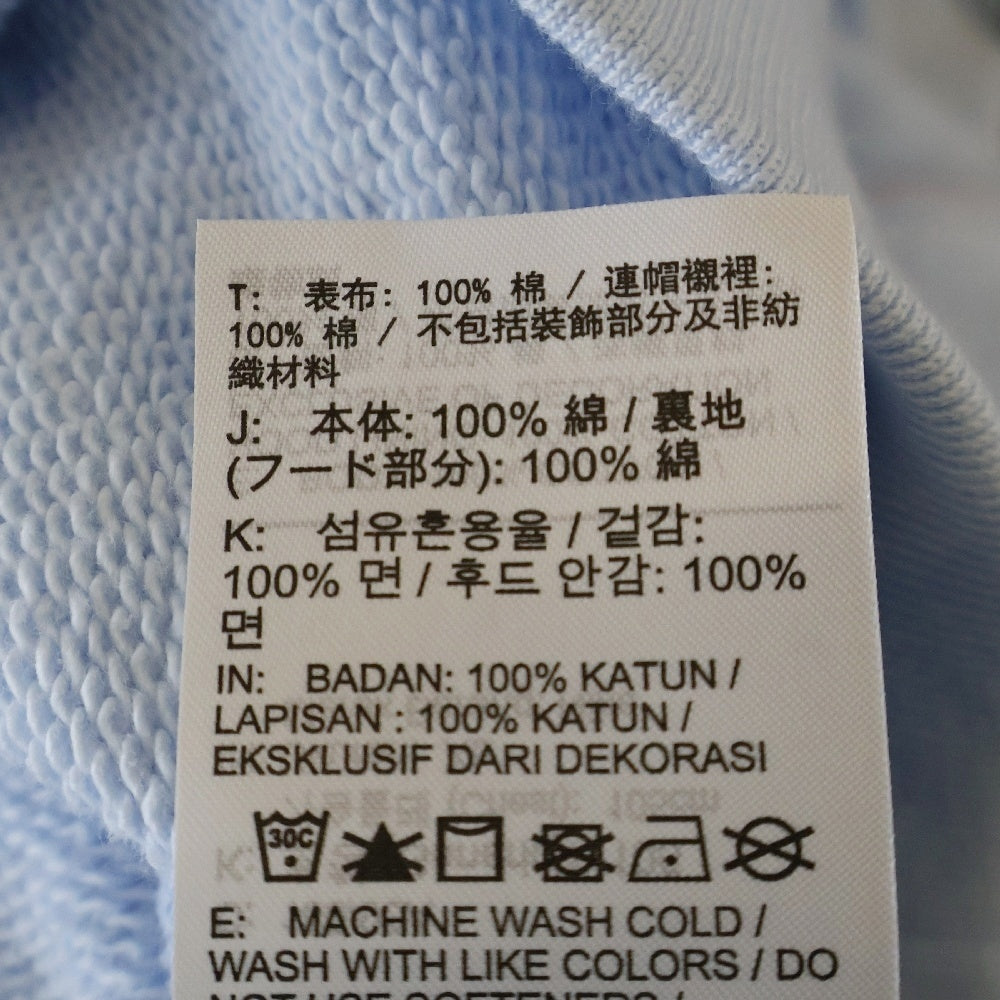 T: 表布: 100% 棉 / 連帽襯裡:
100% 棉 / 不包括裝飾部分及非紡
織材料
J: 本体: 100% 綿 / 裏地
(フード部分): 100% 綿
K: 섬유혼용율 / 겉감:
100% 면 / 후드 안감: 100%
면
IN: BADAN: 100% KATUN /
LAPISAN : 100% KATUN /
EKSKLUSIF DARI DEKORASI
30C
E: MACHINE WASH COLD /
WASH WITH LIKE COLORS / DO
NOT USE SOFTENERS /